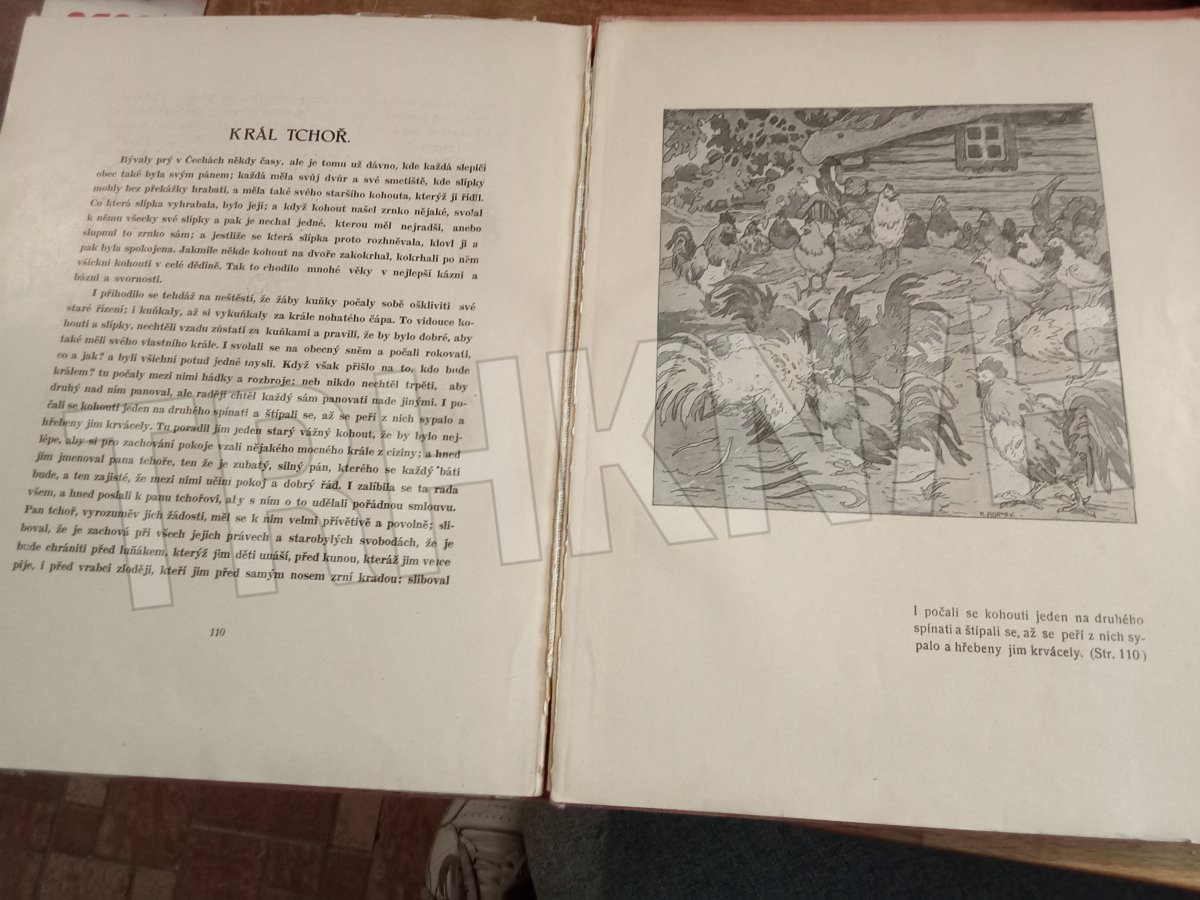 KRÁL TCHOŘ.
Bývaly prý v Čechách někdy časy, ale je tomu už dávno, kde každá slepičí
obec také byla svým pánem; každá měla svůj dvůr a své smetiště, kde slípky
mohly bez překážky hrabati, a měla také svého staršího kohouta, kterýž ji řídil.
Co která slípka vyhrabala, bylo její; a když kohout našel zrnko nějaké, svolal
k němu všecky své slípky a pak je nechal jedné, kterou měl nejradši, anebo
slupnul to zrnko sám; a jestliže se která slípka proto rozhněvala, klovl ji a
pak byla spokojena. Jakmile někde kohout na dvoře zakokrhal, kokrhali po něm
všickni kohouti v celé dědině. Tak to chodilo mnohé věky v nejlepší kázni a
bázni a svornosti.
I přihodilo se tehdáž na neštěstí, že žáby kuňky počaly sobě oškliviti své
staré řízení; i kuňkaly, až si vykuňkaly za krále nohatého čápa. To vidouce ko-
houti a slípky, nechtěli vzadu zůstati za kuňkami a pravili, že by bylo dobré, aby
také měli svého vlastního krále. I svolali se na obecný sněm a počali rokovati,
co a jak? a byli všichni potud jedné mysli. Když však přišlo na to, kdo bude
králem? tu počaly mezi nimi hádky a rozbroje; neb nikdo nechtěl trpěti, aby
druhý nad ním panoval, ale raději chtěl každý sám panovati nade jinými. I po-
čali se kohouti jeden na druhého spínati a štípali se, až se peří z nich sypalo a
hřebeny jim krvácely. Tu poradil jim jeden starý vážný kohout, že by bylo nej-
lépe, aby si pro zachování pokoje vzali nějakého mocného krále z ciziny; a hned
jim jmenoval pana tchoře, ten že je zubatý, silný pán, kterého se každý báti
bude, a ten zajisté, že mezi nimi učiní pokoj a dobrý řád. I zalíbila se ta rada
všem, a hned poslali k panu tchořovi, aby s ním o to udělali pořádnou smlouvu.
Pan tchoř, vyrozuměv jich žádosti, měl se k nim velmi přívětivě a povolně; sli-
boval, že je zachová při všech jejich právech a starobylých svobodách, že je
bude chrániti před luňákem, kterýž jim děti unáší, před kunou, kteráž jim vejce
pije, i před vrabci zloději, kteří jim před samým nosem zrní kradou; sliboval
110
I počali se kohouti jeden na druhého
spínati a štípali se, až se peří z nich sy-
palo a hřebeny jim krvácely. (Str. 110.)